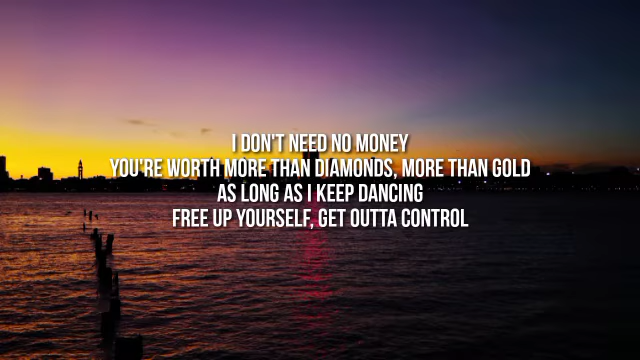 I DON'T NEED NO MONEY
YOU'RE WORTH MORE THAN DIAMONDS, MORE THAN GOLD
AS LONG AS I KEEP DANCING
FREE UP YOURSELF, GET OUTTA CONTROL